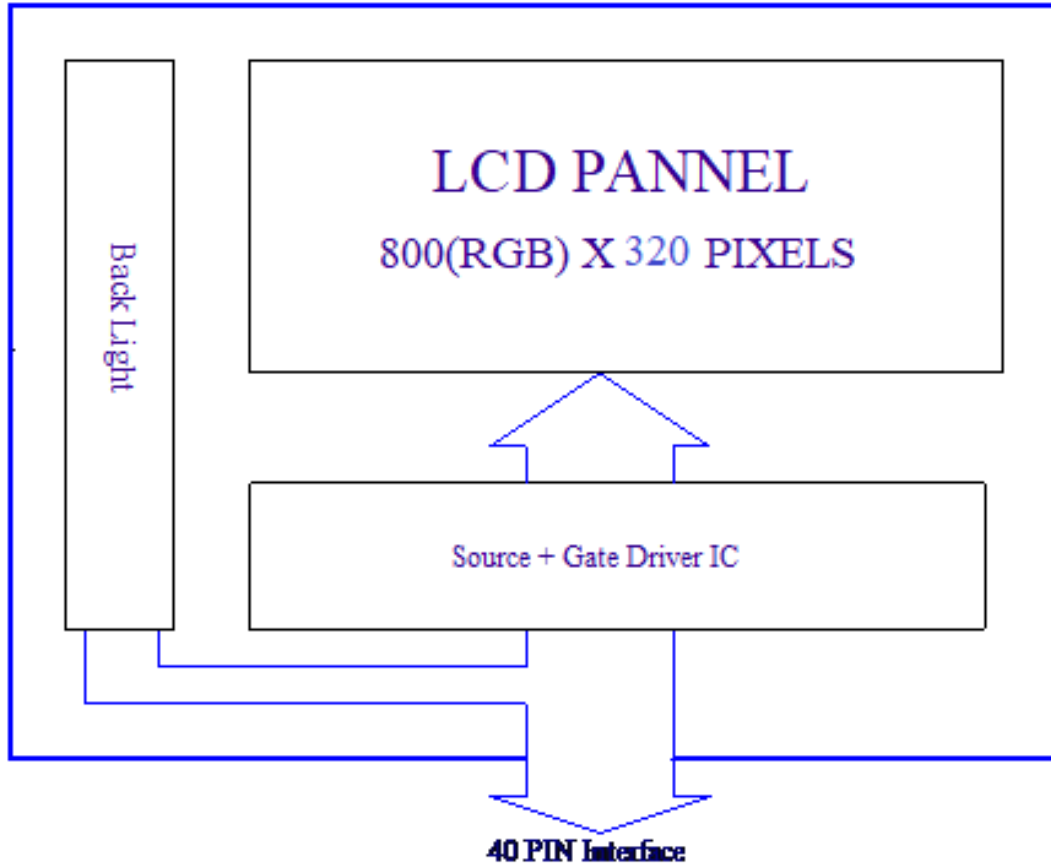 LCD PANNEL
800(RGB) X 320 PIXELS
Back Light
Source + Gate Driver IC
40 PIN Interface